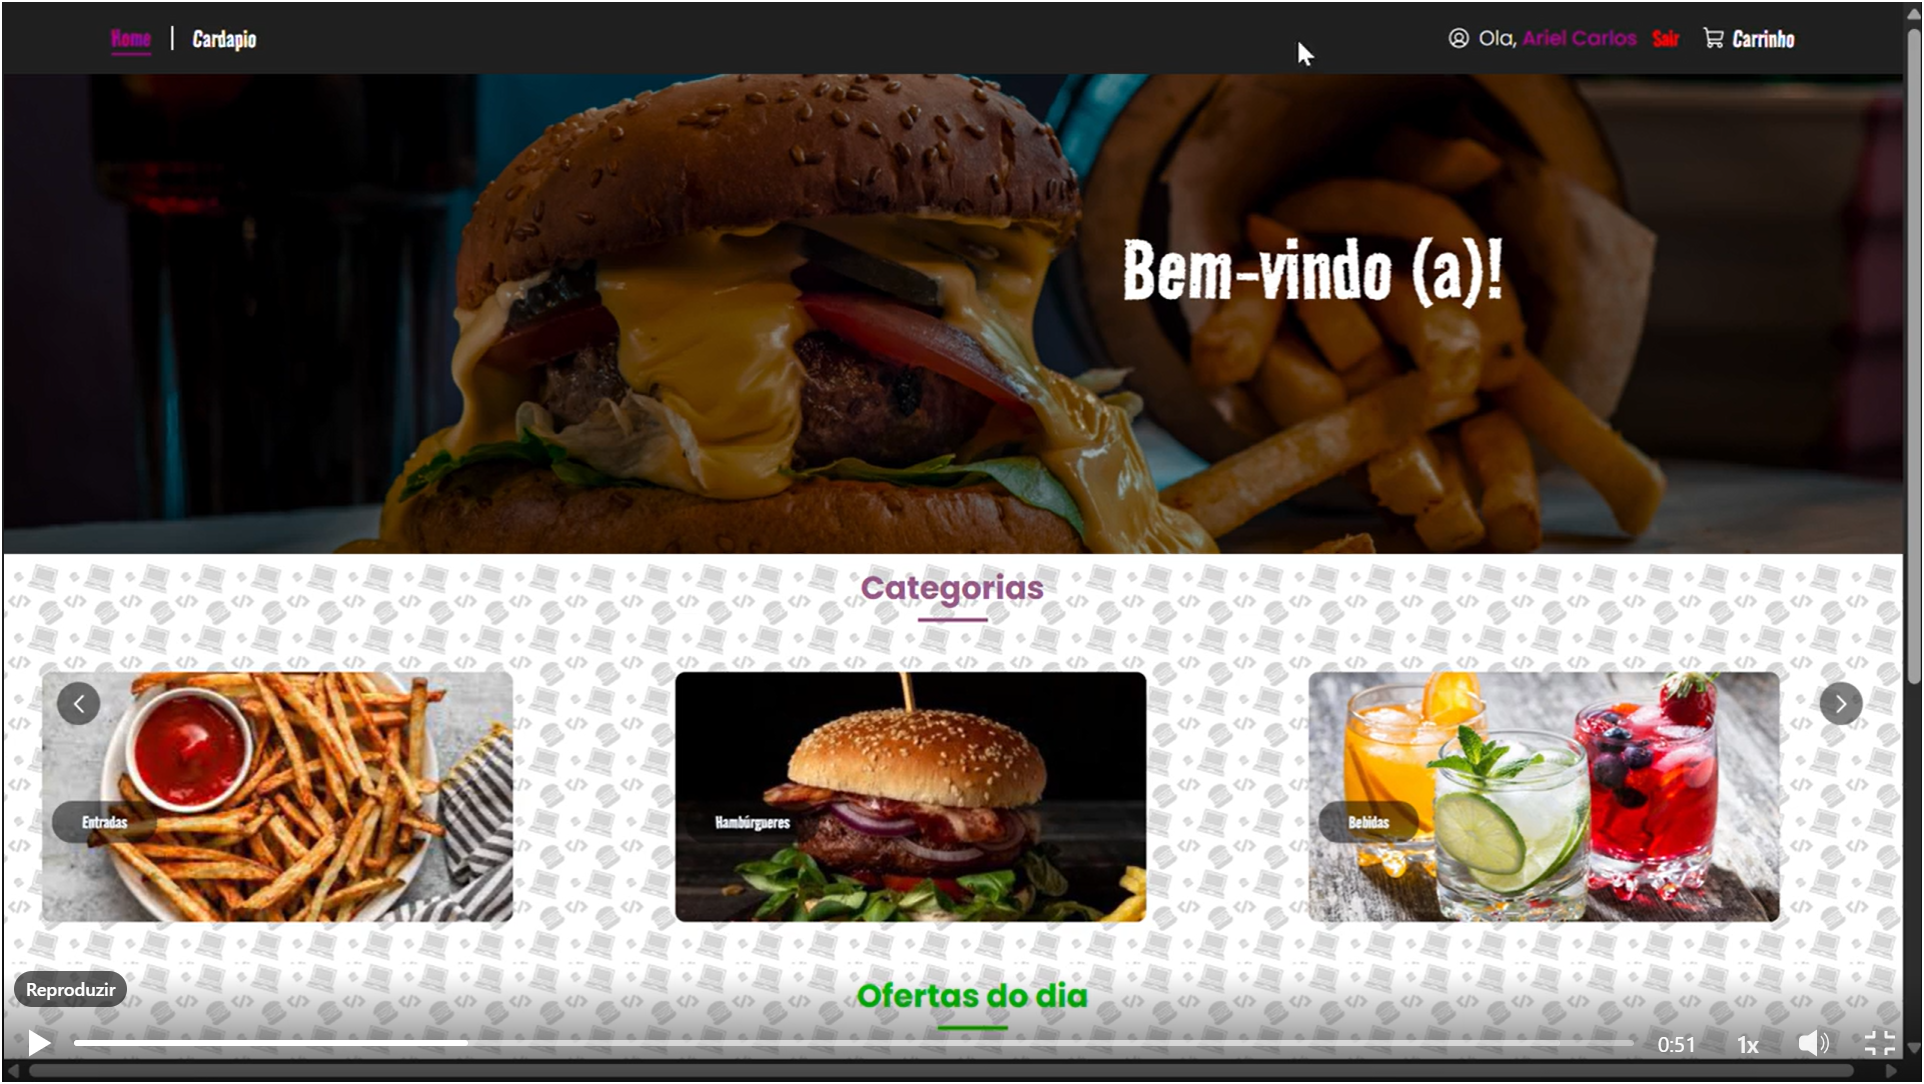 Home | Cardapio
Ola, Ariel Carlos Sair Carrinho
Bem-vindo (a)!
Categorias
Entradas
Hambúrgueres
Bebidas
Reproduzir
Ofertas do dia
0:51 1x